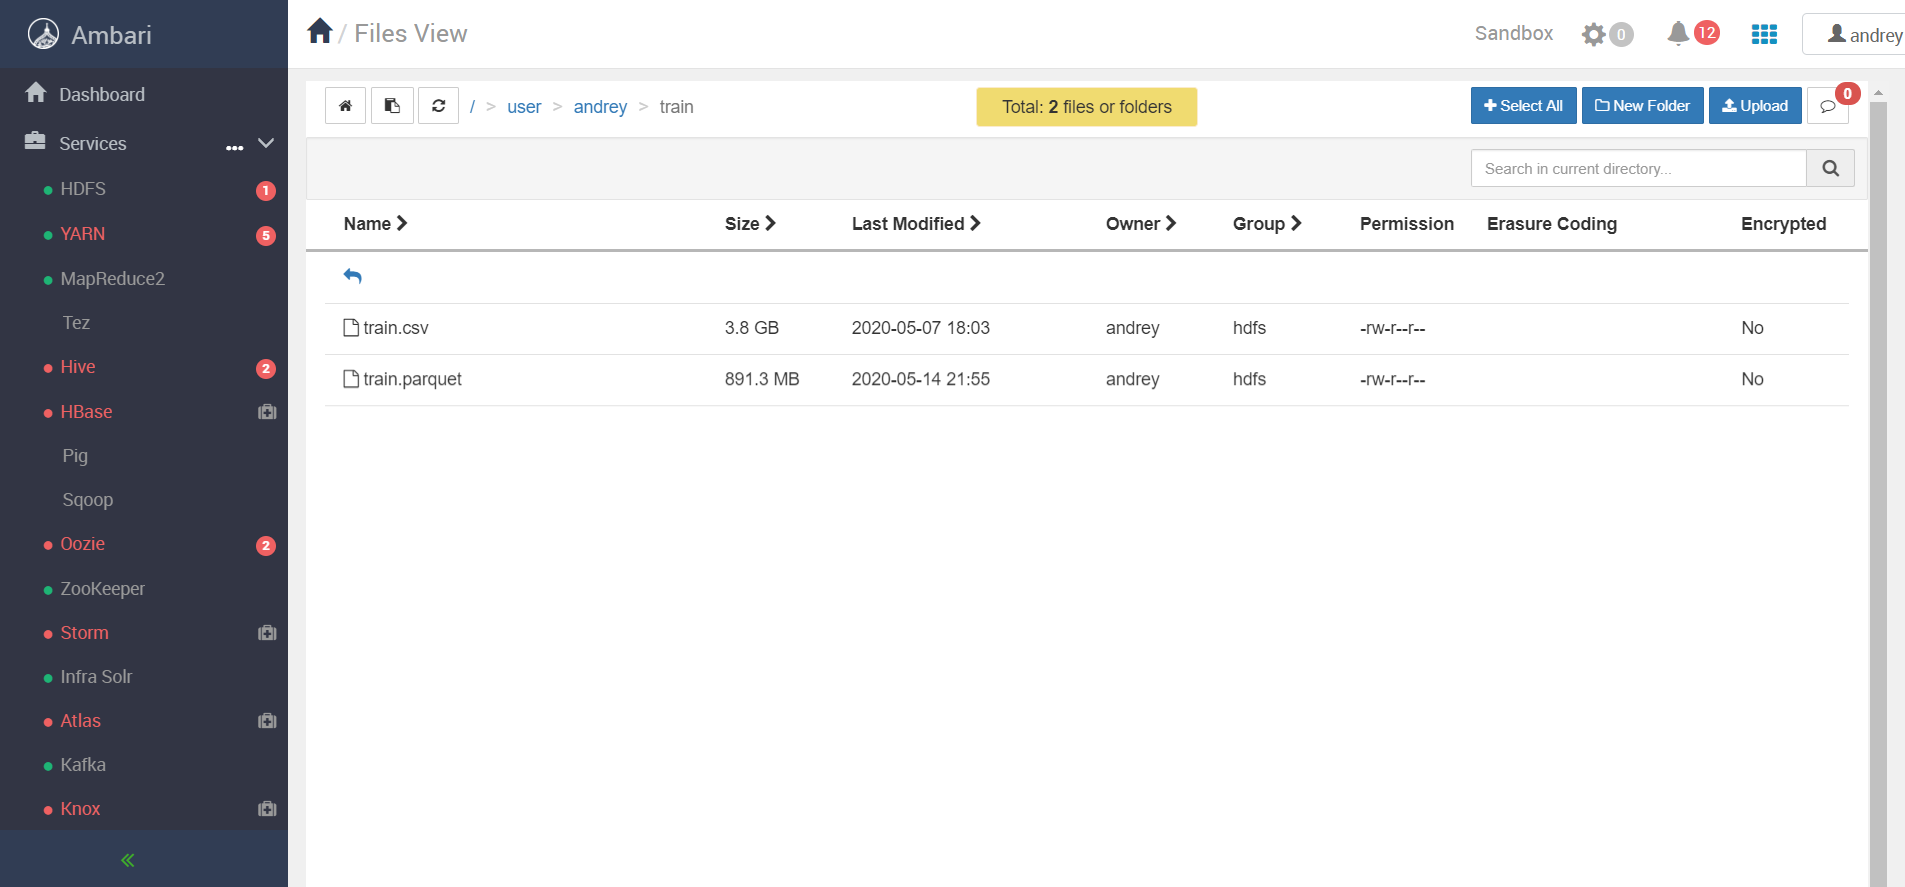 Ambari
/ Files View
Sandbox 0 12 andrey
Dashboard
Services ...
HDFS 1
YARN 5
MapReduce2
Tez
Hive 2
HBase
Pig
Sqoop
Oozie 2
ZooKeeper
Storm
Infra Solr
Atlas
Kafka
Knox
/ > user > andrey > train
Total: 2 files or folders
Select All New Folder Upload 0
Search in current directory...
Name Size Last Modified Owner Group Permission Erasure Coding Encrypted
train.csv 3.8 GB 2020-05-07 18:03 andrey hdfs -rw-r--r-- No
train.parquet 891.3 MB 2020-05-14 21:55 andrey hdfs -rw-r--r-- No